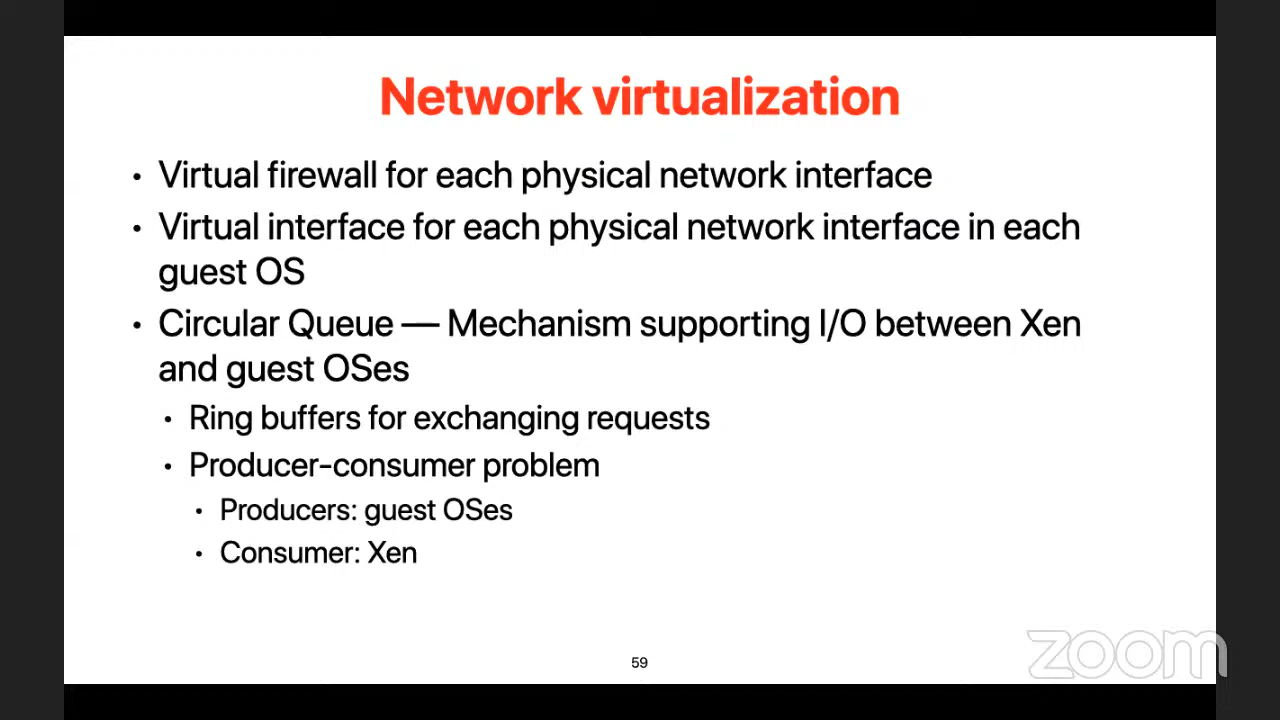 Network virtualization
• Virtual firewall for each physical network interface
• Virtual interface for each physical network interface in each
guest OS
• Circular Queue — Mechanism supporting I/O between Xen
and guest OSes
• Ring buffers for exchanging requests
• Producer-consumer problem
• Producers: guest OSes
• Consumer: Xen
59
zoom